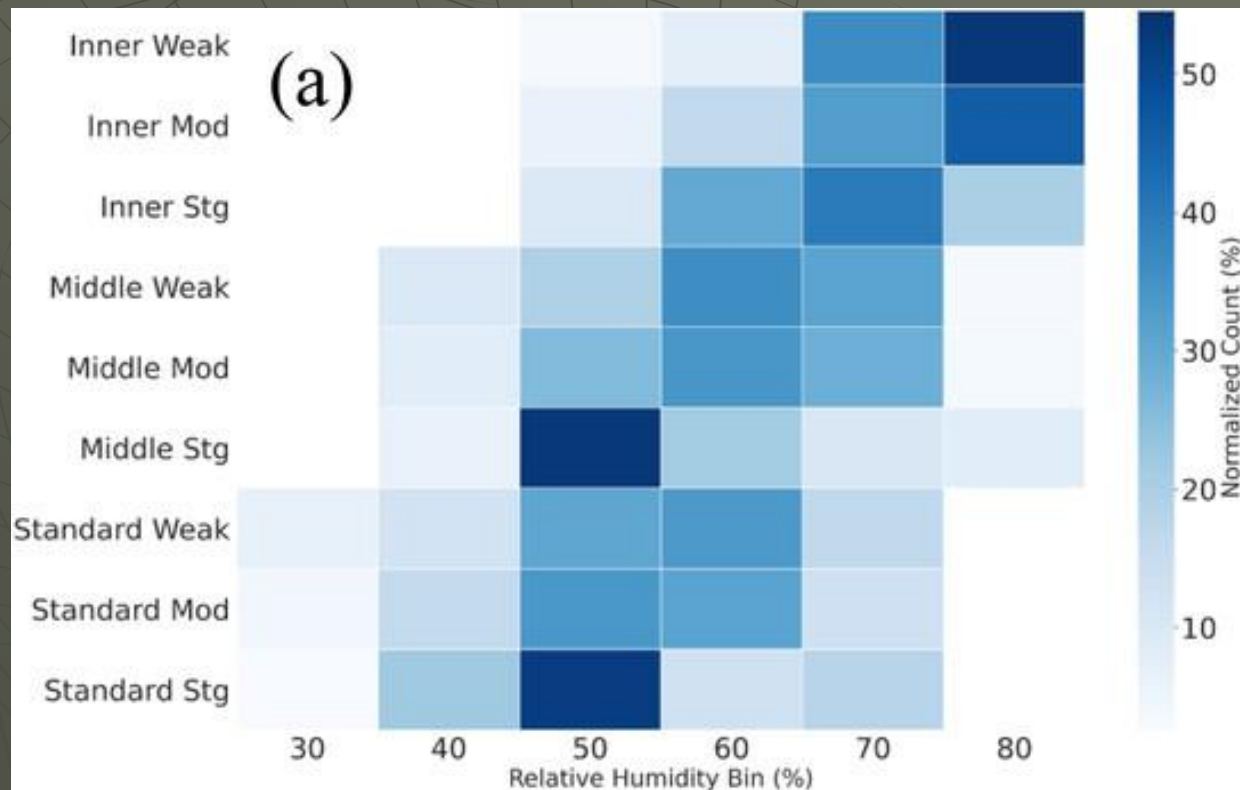 (a)
Inner Weak
Inner Mod
Inner Stg
Middle Weak
Middle Mod
Middle Stg
Standard Weak
Standard Mod
Standard Stg
30 40 50 60 70 80
Relative Humidity Bin (%)
50
40
30
20
10
Normalized Count (%)